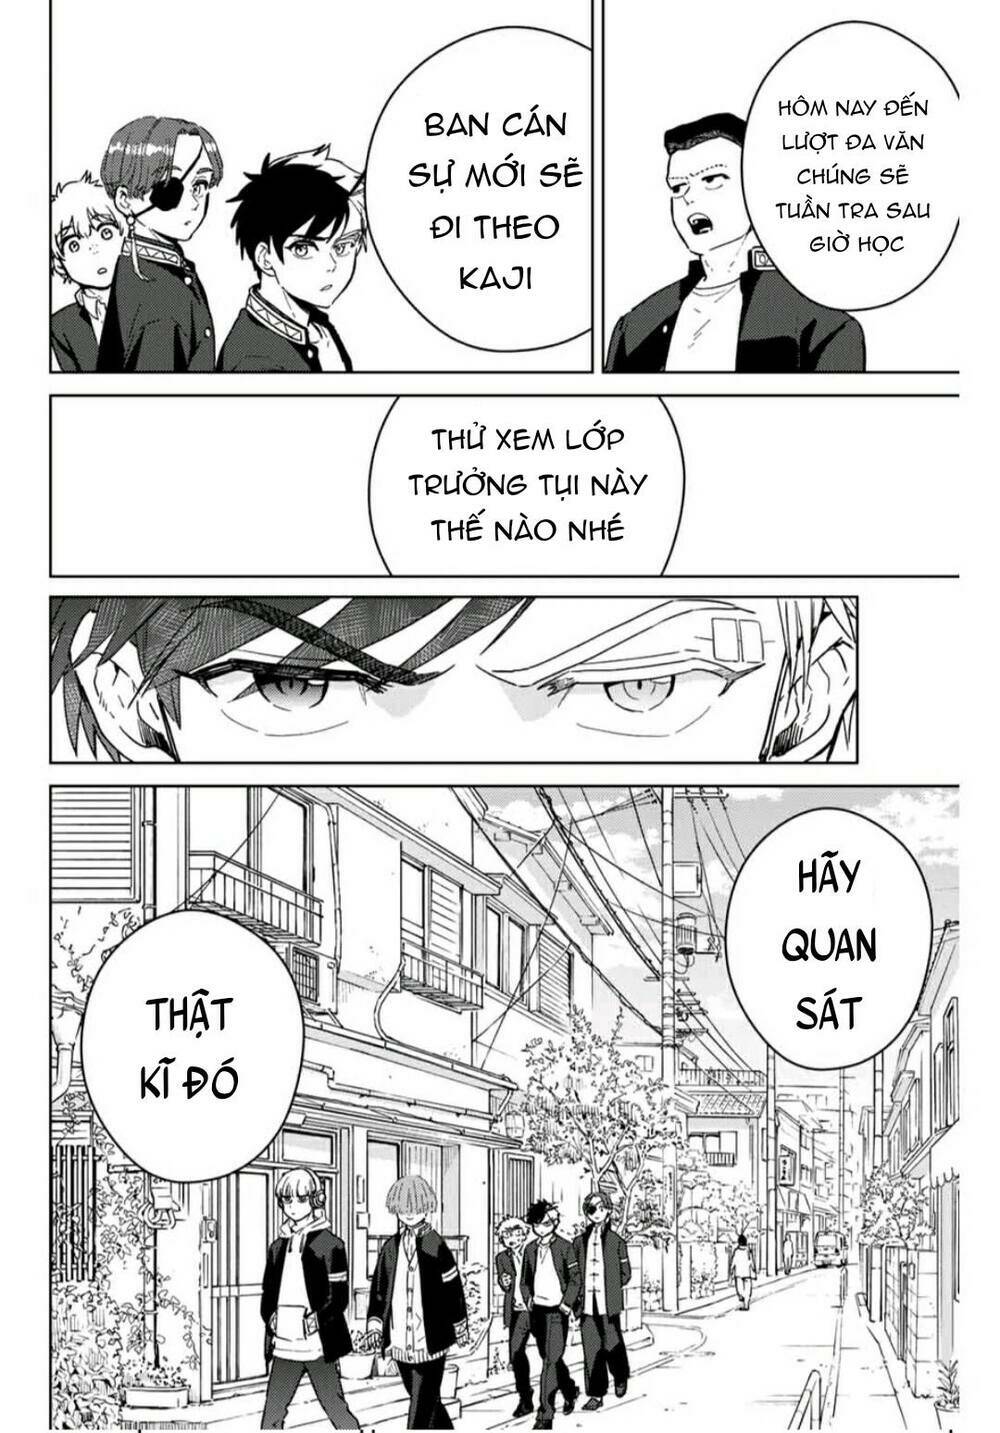 HÔM NAY ĐẾN
LƯỢT ĐA VĂN
CHÚNG SẼ
TUẦN TRA SAU
GIỜ HỌC
BAN CÁN
SỰ MỚI SẼ
ĐI THEO
KAJI
THỬ XEM LỚP
TRƯỞNG TỤI NÀY
THẾ NÀO NHÉ
HÃY
QUAN
SÁT
THẬT
KĨ ĐÓ